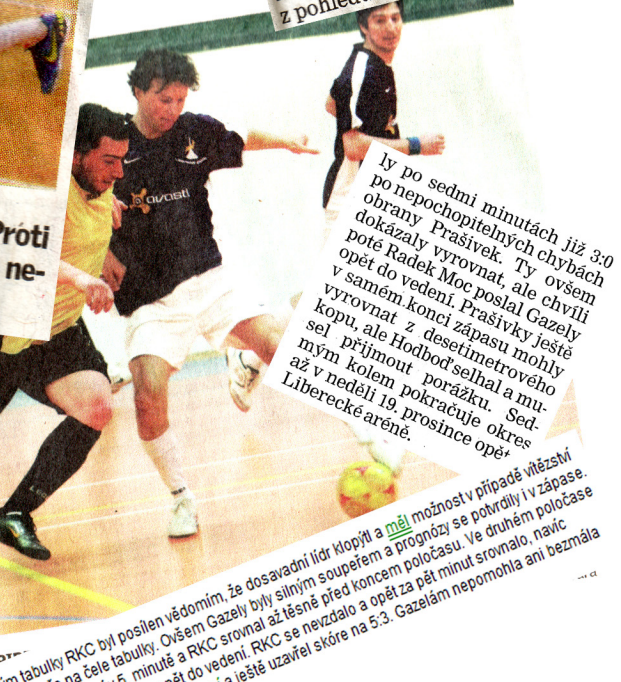 z pohledu
avast!
Próti
ne-
ly po sedmi minutách již 3:0
po nepochopitelných chybách
obrany Prašivek. Ty ovšem
dokázaly vyrovnat, ale chvíli
poté Radek Moc poslal Gazely
opět do vedení. Prašivky ještě
v samém konci zápasu mohly
vyrovnat z desetimetrového
kopu, ale Hodboď selhal a mu-
sel přijmout porážku. Sed-
mým kolem pokračuje okres
až v neděli 19. prosince opět
Liberecké aréně.
tabulky RKC byl posílen vědomím, že dosavadní lídr klopýtl a měl možnost v případě vítězství
na čele tabulky. Ovšem Gazely byly silným soupeřem a prognózy se potvrdily i v zápase.
5. minutě a RKC srovnal až těsně před koncem poločasu. Ve druhém poločase
do vedení. RKC se nevzdalo a opět za pět minut srovnalo, navíc
a ještě uzavřel skóre na 5:3. Gazelám nepomohla ani bezmála